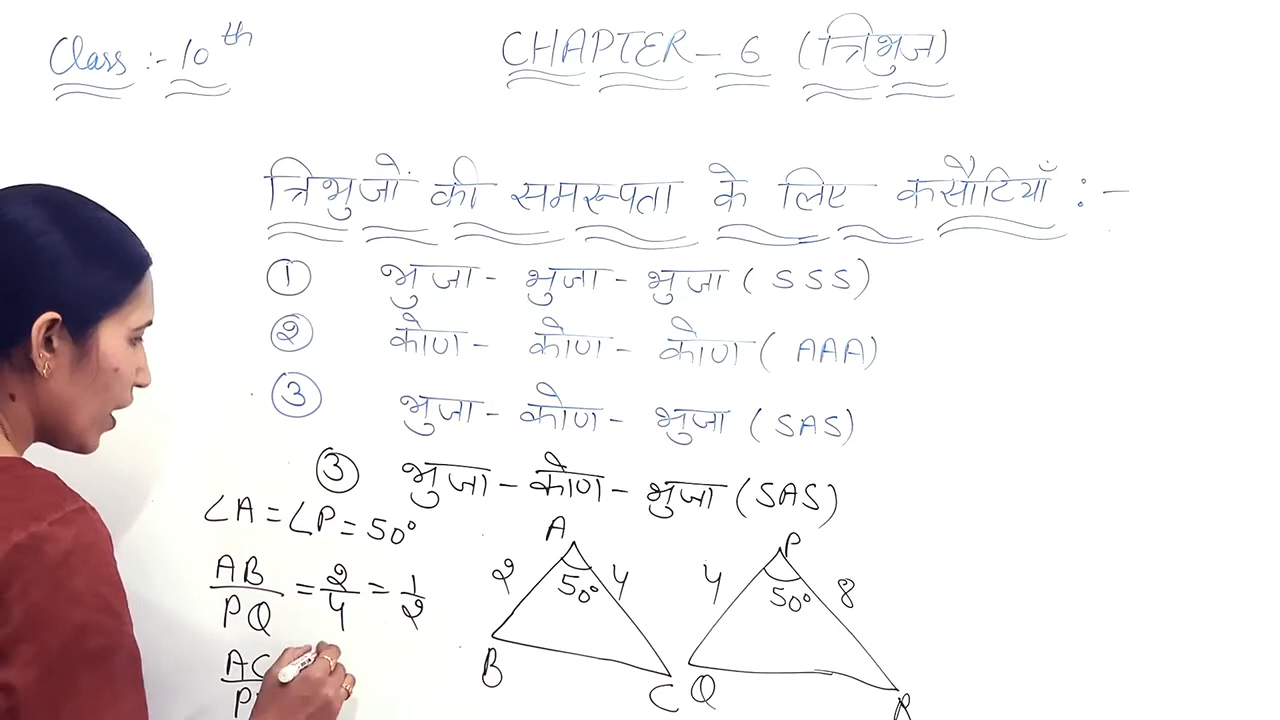 Class :- 10th
CHAPTER - 6 (त्रिभुज)
त्रिभुजों की समरूपता के लिए कसौटियाँ :-
① भुजा - भुजा - भुजा ( SSS)
② कोण - कोण - कोण ( AAA)
③ भुजा - कोण - भुजा (SAS)
③ भुजा - कोण - भुजा (SAS)
∠A = ∠P = 50°
AB/PQ = 2/4 = 1/2
AC
P
A
2
50°
4
B
C
P
4
50°
8
Q
R